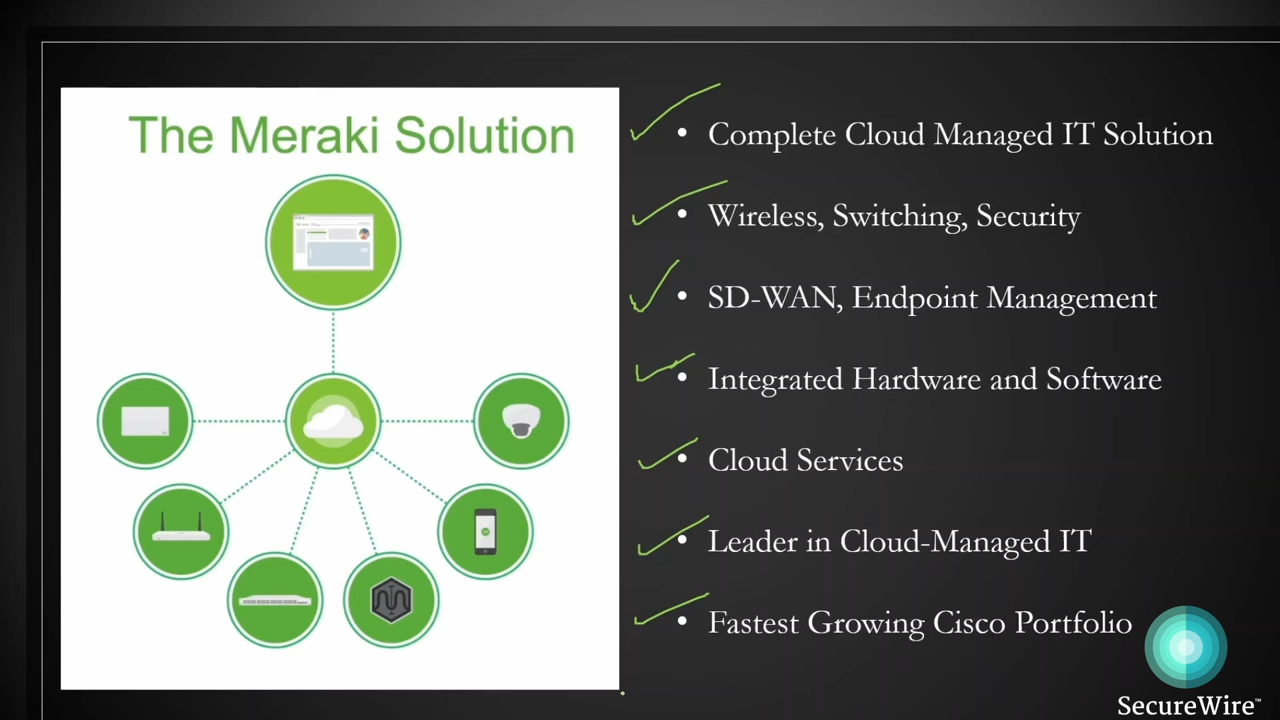 The Meraki Solution
• Complete Cloud Managed IT Solution
• Wireless, Switching, Security
• SD-WAN, Endpoint Management
• Integrated Hardware and Software
• Cloud Services
• Leader in Cloud-Managed IT
• Fastest Growing Cisco Portfolio
SecureWire™